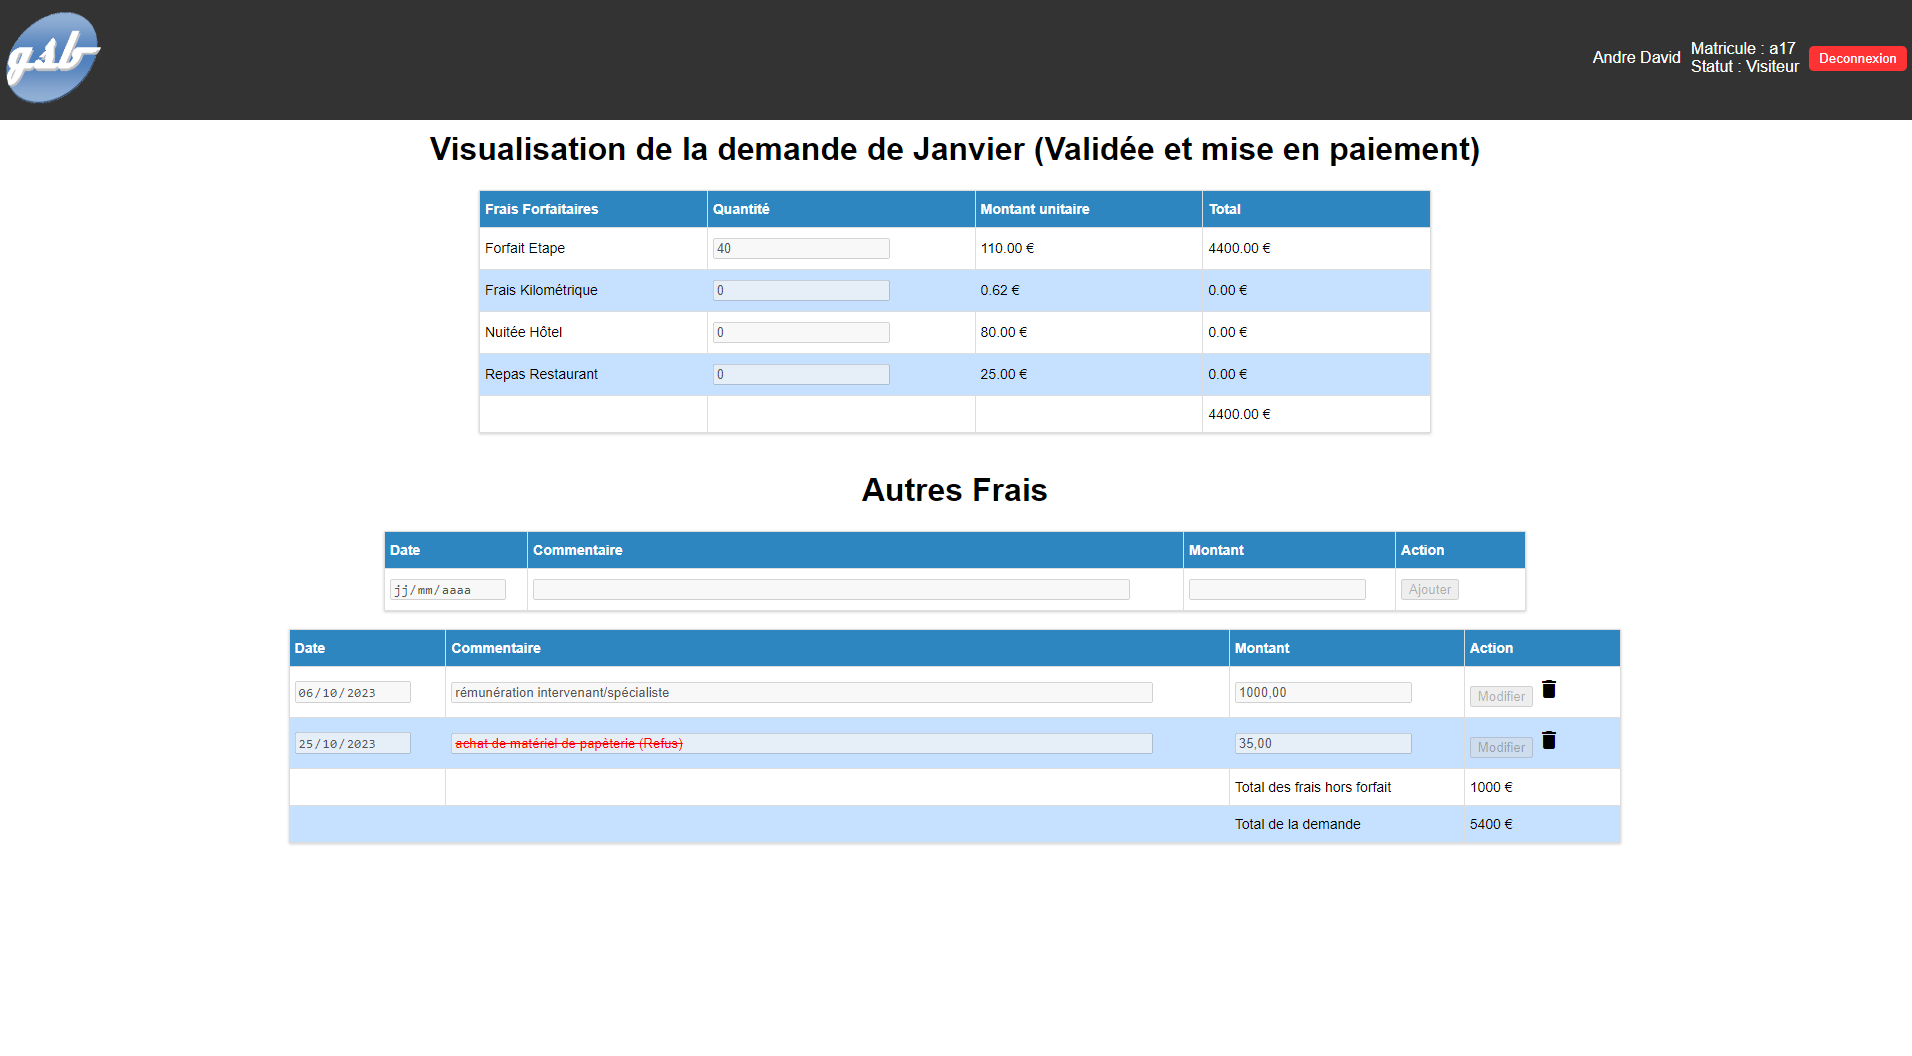 gsb
Andre David
Matricule : a17
Statut : Visiteur
Deconnexion
Visualisation de la demande de Janvier (Validée et mise en paiement)
Frais Forfaitaires Quantité Montant unitaire Total
Forfait Etape 40 110.00 € 4400.00 €
Frais Kilométrique 0 0.62 € 0.00 €
Nuitée Hôtel 0 80.00 € 0.00 €
Repas Restaurant 0 25.00 € 0.00 €
4400.00 €
Autres Frais
Date Commentaire Montant Action
jj/mm/aaaa Ajouter
Date Commentaire Montant Action
06/10/2023 rémunération intervenant/spécialiste 1000,00 Modifier
25/10/2023 achat de matériel de papèterie (Refus) 35,00 Modifier
Total des frais hors forfait 1000 €
Total de la demande 5400 €